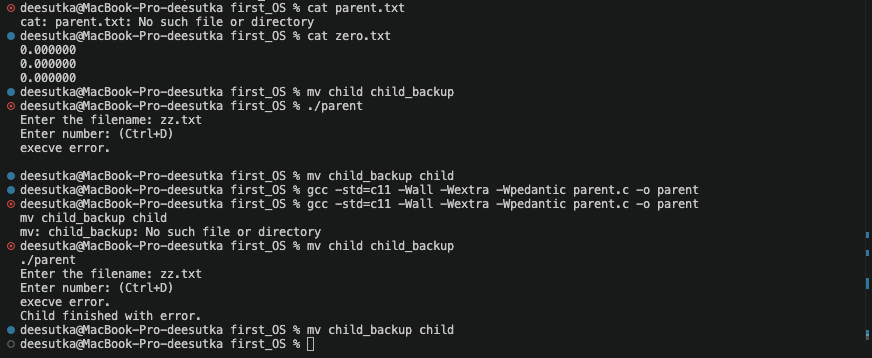 deesutka@MacBook-Pro-deesutka first_OS % cat parent.txt
cat: parent.txt: No such file or directory
deesutka@MacBook-Pro-deesutka first_OS % cat zero.txt
0.000000
0.000000
0.000000
deesutka@MacBook-Pro-deesutka first_OS % mv child child_backup
deesutka@MacBook-Pro-deesutka first_OS % ./parent
Enter the filename: zz.txt
Enter number: (Ctrl+D)
execve error.
deesutka@MacBook-Pro-deesutka first_OS % mv child_backup child
deesutka@MacBook-Pro-deesutka first_OS % gcc -std=c11 -Wall -Wextra -Wpedantic parent.c -o parent
deesutka@MacBook-Pro-deesutka first_OS % gcc -std=c11 -Wall -Wextra -Wpedantic parent.c -o parent
mv child_backup child
mv: child_backup: No such file or directory
deesutka@MacBook-Pro-deesutka first_OS % mv child child_backup
./parent
Enter the filename: zz.txt
Enter number: (Ctrl+D)
execve error.
Child finished with error.
deesutka@MacBook-Pro-deesutka first_OS % mv child_backup child
deesutka@MacBook-Pro-deesutka first_OS %